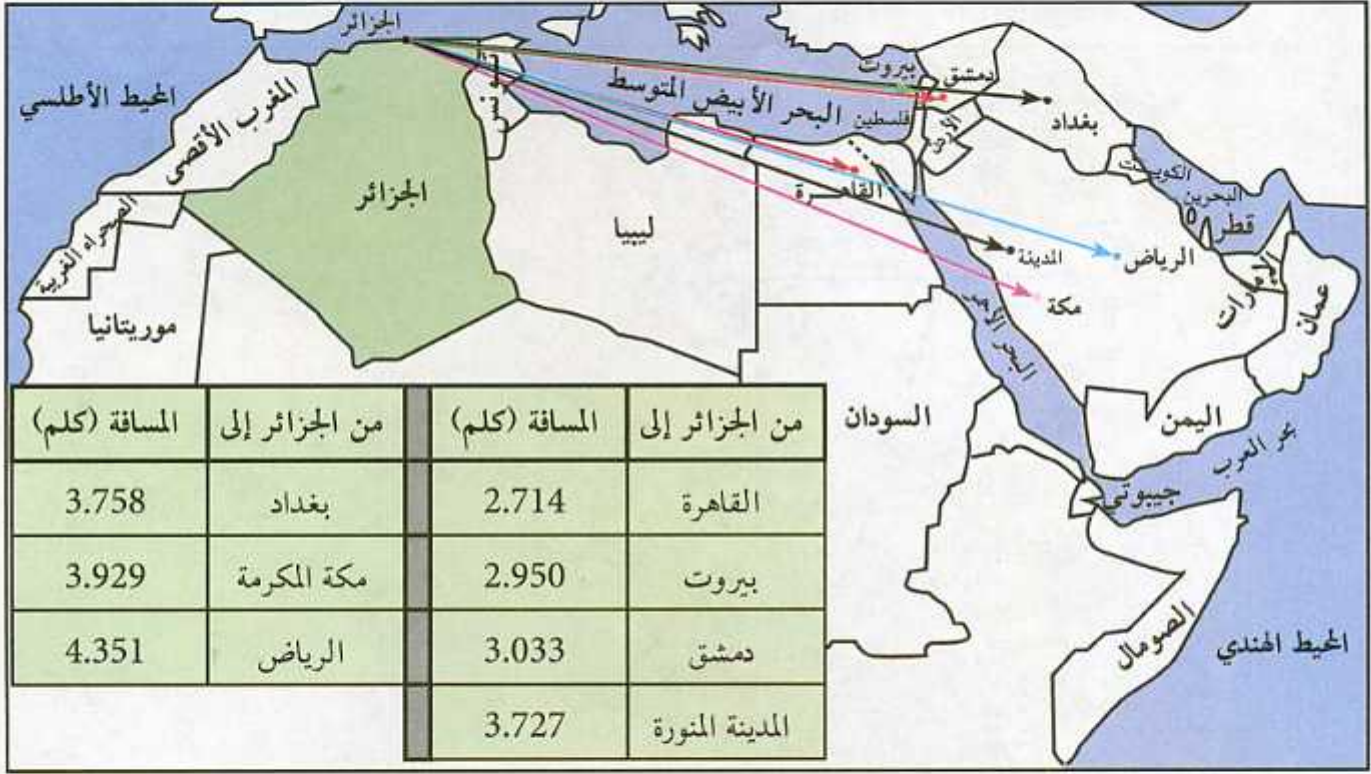 الجزائر
المحيط الأطلسي
المغرب الأقصى
تونس
البحر الأبيض المتوسط
بيروت
دمشق
فلسطين
الأردن
بغداد
الكويت
البحرين
قطر
الإمارات
عمان
الصحراء الغربية
موريتانيا
الجزائر
ليبيا
القاهرة
المدينة
الرياض
مكة
البحر الأحمر
السودان
اليمن
بحر العرب
جيبوتي
الصومال
المحيط الهندي
من الجزائر إلى المسافة (كلم) من الجزائر إلى المسافة (كلم)
القاهرة 2.714 بغداد 3.758
بيروت 2.950 مكة المكرمة 3.929
دمشق 3.033 الرياض 4.351
المدينة المنورة 3.727